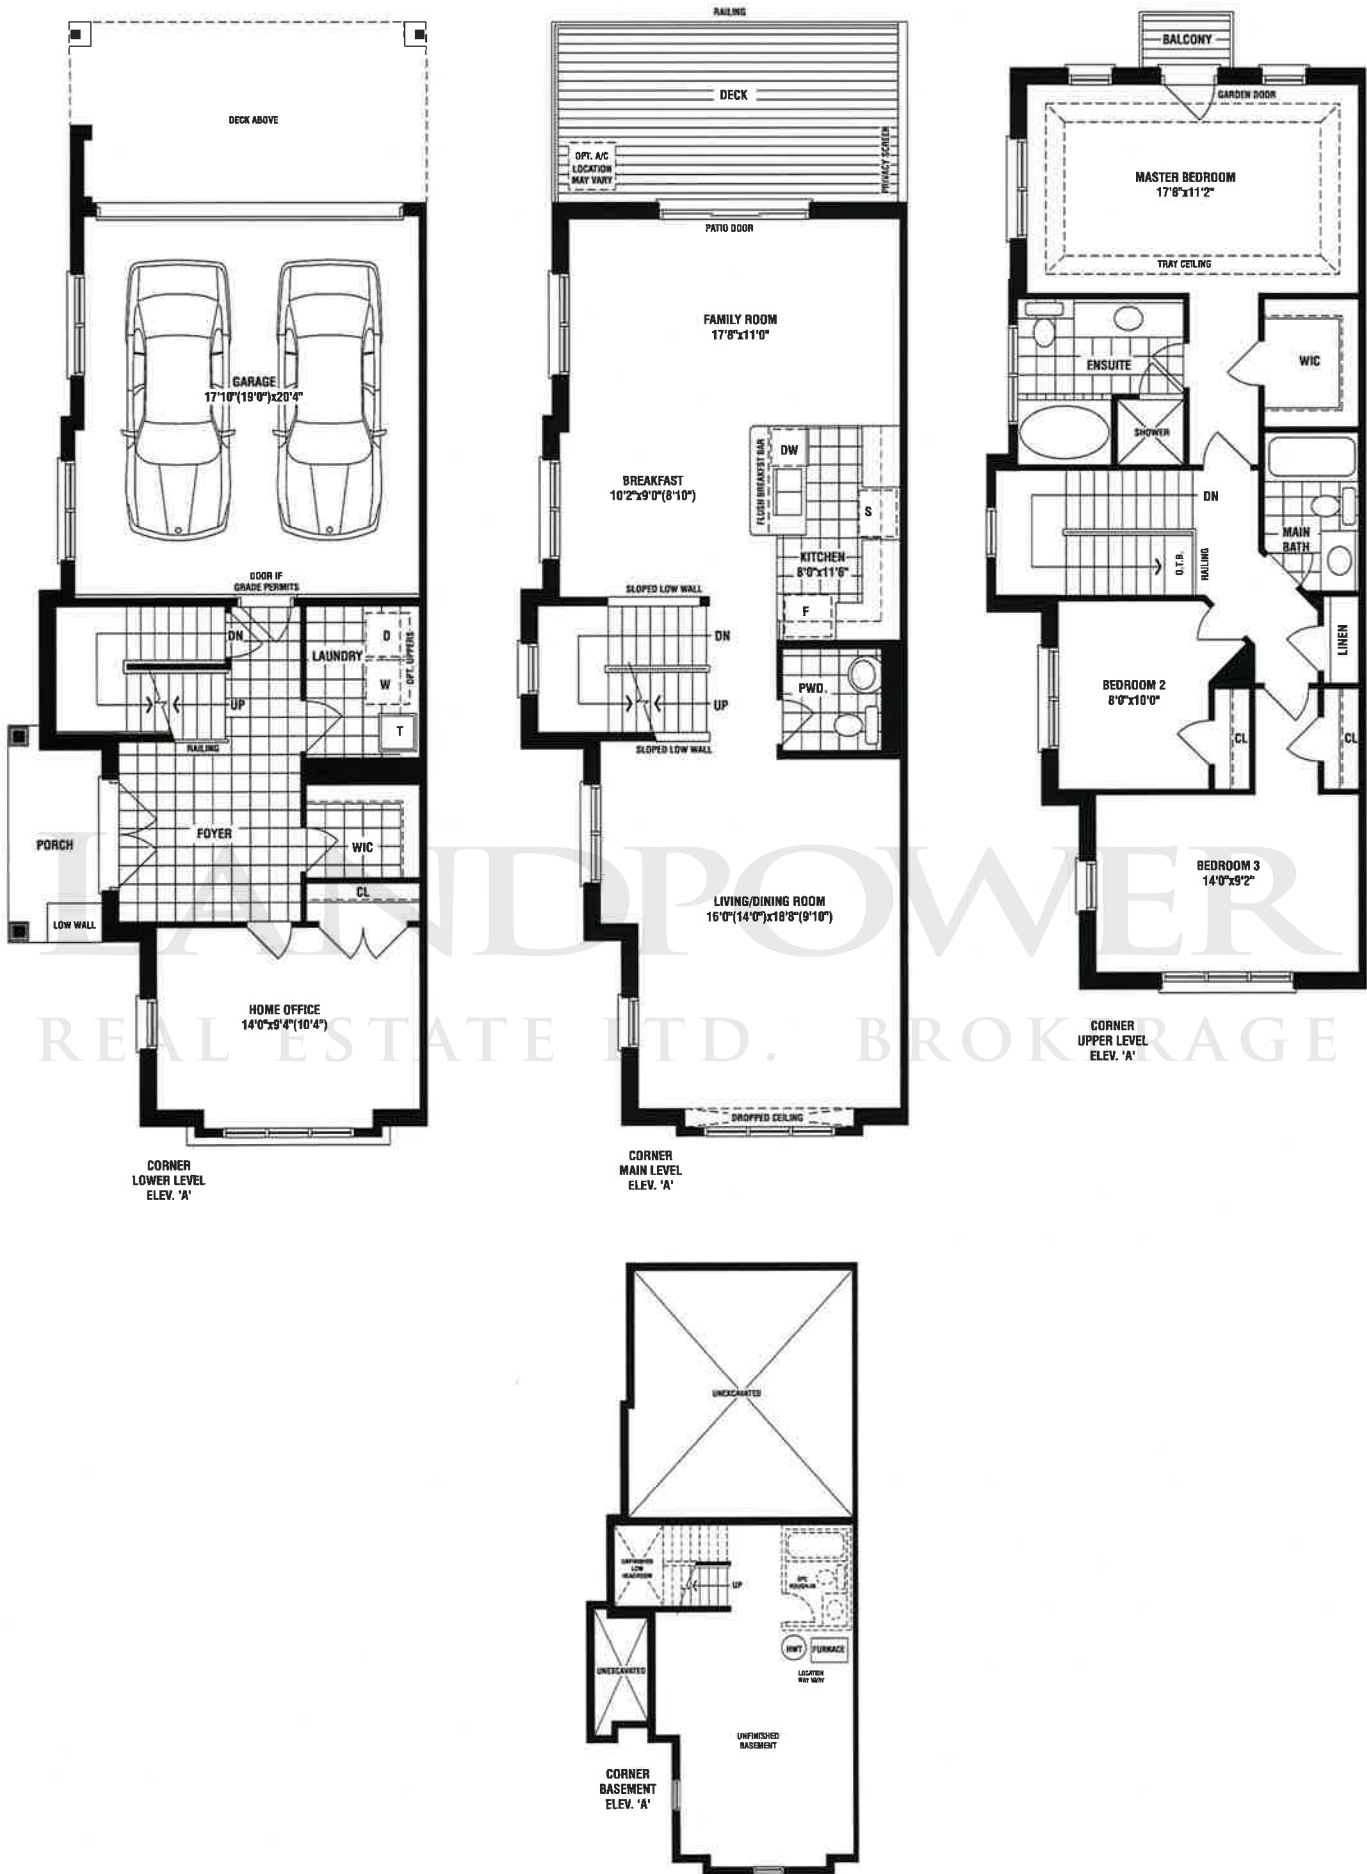 DECK ABOVE
GARAGE
17'10"(19'0")x20'4"
DOOR IF
GRADE PERMITS
DN
UP
RAILING
LAUNDRY
D
W
OPT. UPPERS
T
PORCH
FOYER
WIC
CL
LOW WALL
HOME OFFICE
14'0"x9'4"(10'4")
CORNER
LOWER LEVEL
ELEV. 'A'
RAILING
DECK
OPT. A/C
LOCATION
MAY VARY
PRIVACY SCREEN
PATIO DOOR
FAMILY ROOM
17'8"x11'0"
BREAKFAST
10'2"x9'0"(8'10")
FLUSH BREAKFST BAR
DW
S
KITCHEN
8'0"x11'6"
F
SLOPED LOW WALL
DN
UP
SLOPED LOW WALL
PWD.
LIVING/DINING ROOM
16'0"(14'0")x18'8"(9'10")
DROPPED CEILING
CORNER
MAIN LEVEL
ELEV. 'A'
BALCONY
GARDEN DOOR
MASTER BEDROOM
17'8"x11'2"
TRAY CEILING
ENSUITE
SHOWER
WIC
DN
O.T.B.
RAILING
MAIN
BATH
LINEN
BEDROOM 2
8'0"x10'0"
CL
CL
BEDROOM 3
14'0"x9'2"
CORNER
UPPER LEVEL
ELEV. 'A'
LANDPOWER
REAL ESTATE LTD. BROKERAGE
UNEXCAVATED
UNFINISHED
LOW
HEADROOM
UP
OPT.
ROUGH-IN
HWT
FURNACE
LOCATION
MAY VARY
UNEXCAVATED
UNFINISHED
BASEMENT
CORNER
BASEMENT
ELEV. 'A'